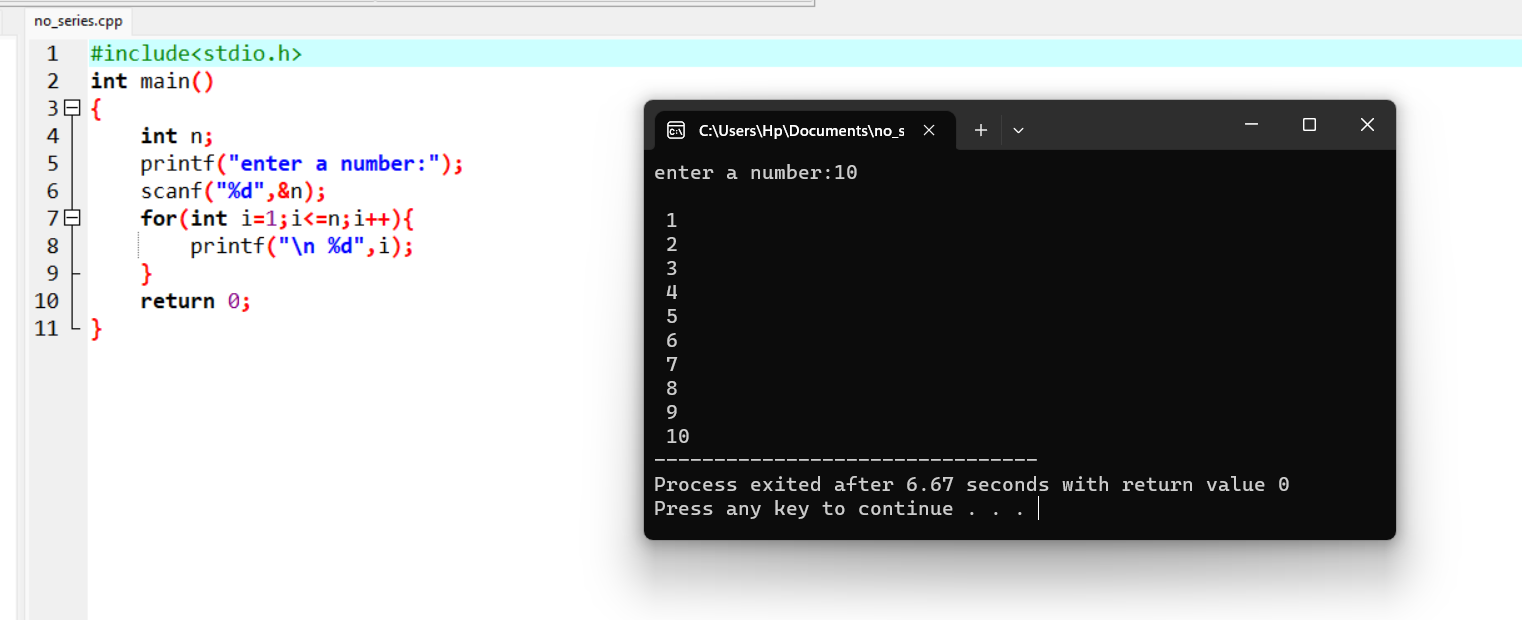 no_series.cpp
1 #include<stdio.h>
2 int main()
3 {
4 int n;
5 printf("enter a number:");
6 scanf("%d",&n);
7 for(int i=1;i<=n;i++){
8 printf("\n %d",i);
9 }
10 return 0;
11 }
C:\Users\Hp\Documents\no_s
enter a number:10
1
2
3
4
5
6
7
8
9
10
--------------------------------
Process exited after 6.67 seconds with return value 0
Press any key to continue . . .